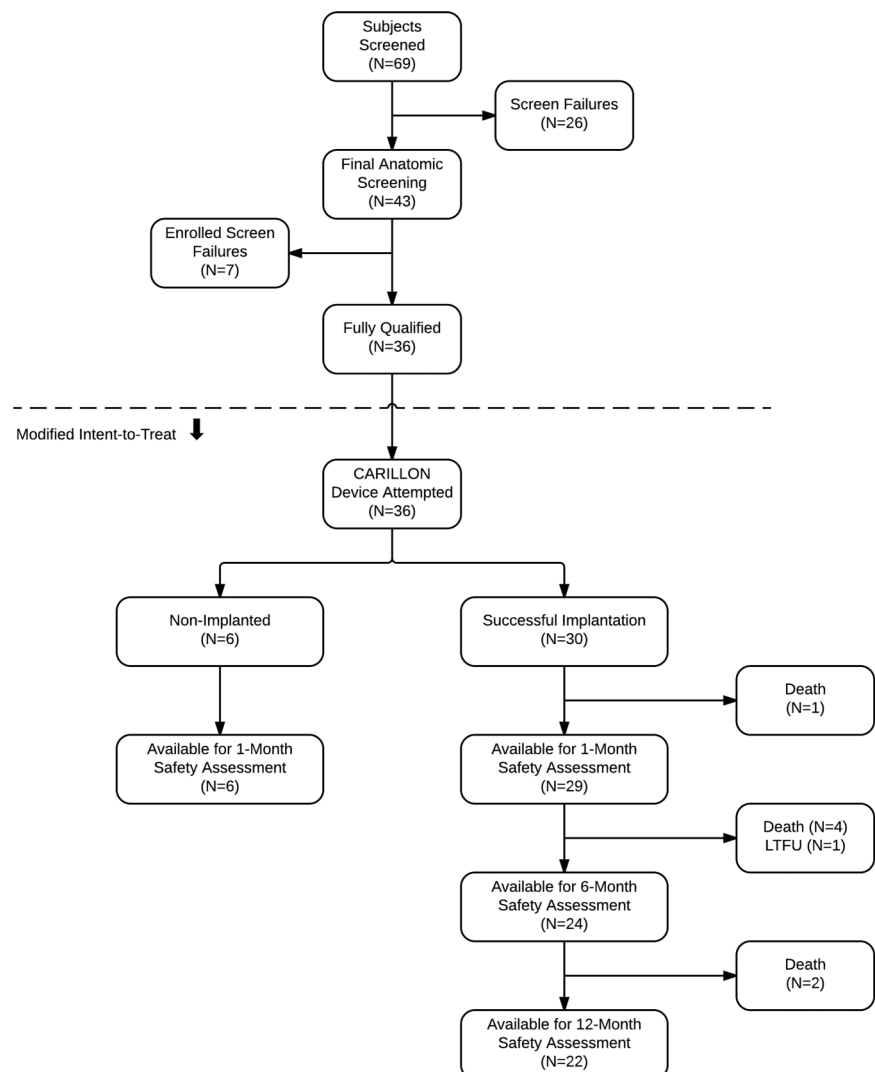 Subjects
Screened
(N=69)
Screen Failures
(N=26)
Final Anatomic
Screening
(N=43)
Enrolled Screen
Failures
(N=7)
Fully Qualified
(N=36)
Modified Intent-to-Treat
CARILLON
Device Attempted
(N=36)
Non-Implanted
(N=6)
Successful Implantation
(N=30)
Death
(N=1)
Available for 1-Month
Safety Assessment
(N=6)
Available for 1-Month
Safety Assessment
(N=29)
Death (N=4)
LTFU (N=1)
Available for 6-Month
Safety Assessment
(N=24)
Death
(N=2)
Available for 12-Month
Safety Assessment
(N=22)